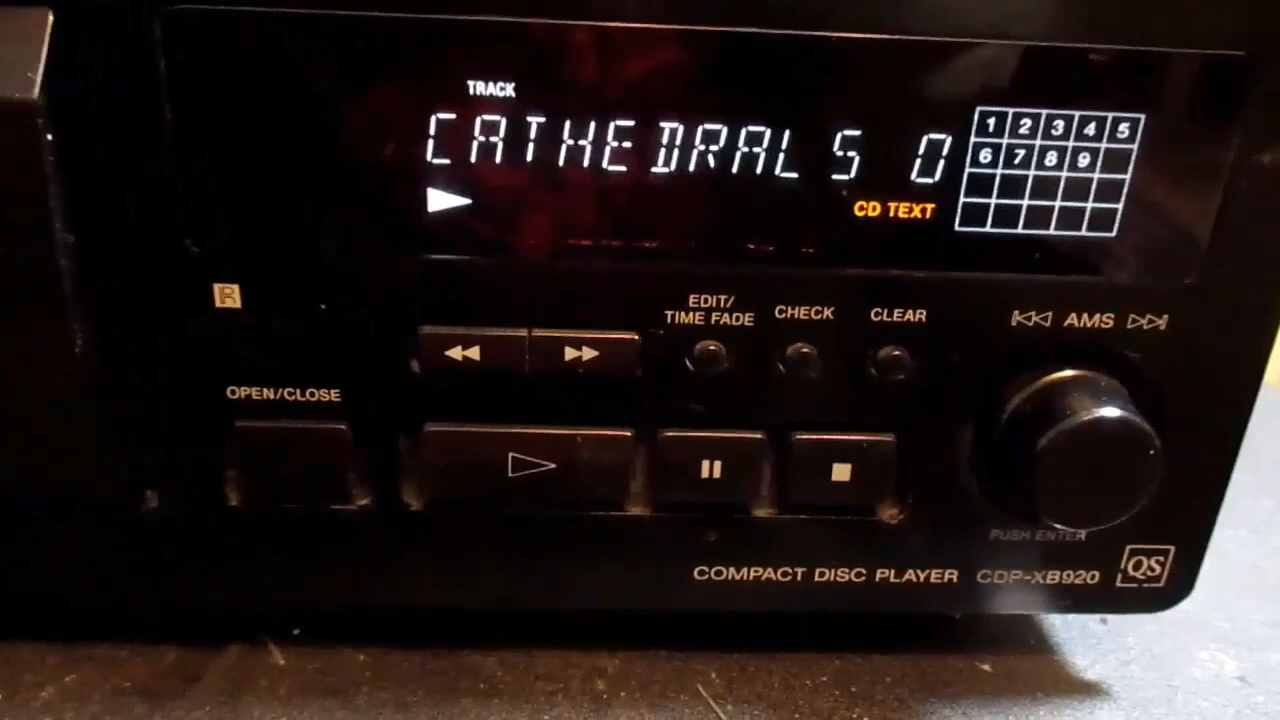 TRACK
CATHEDRALS O
1 2 3 4 5
6 7 8 9
CD TEXT
EDIT/
TIME FADE
CHECK
CLEAR
AMS
OPEN/CLOSE
PUSH ENTER
COMPACT DISC PLAYER CDP-XB920
QS